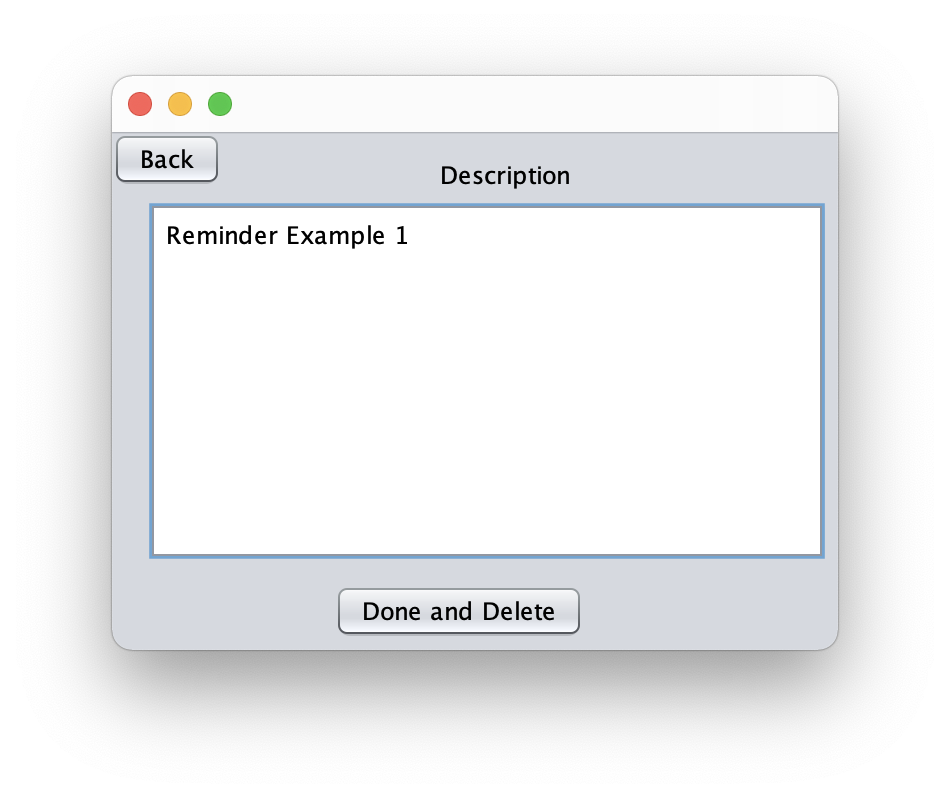 Back
Description
Reminder Example 1
Done and Delete